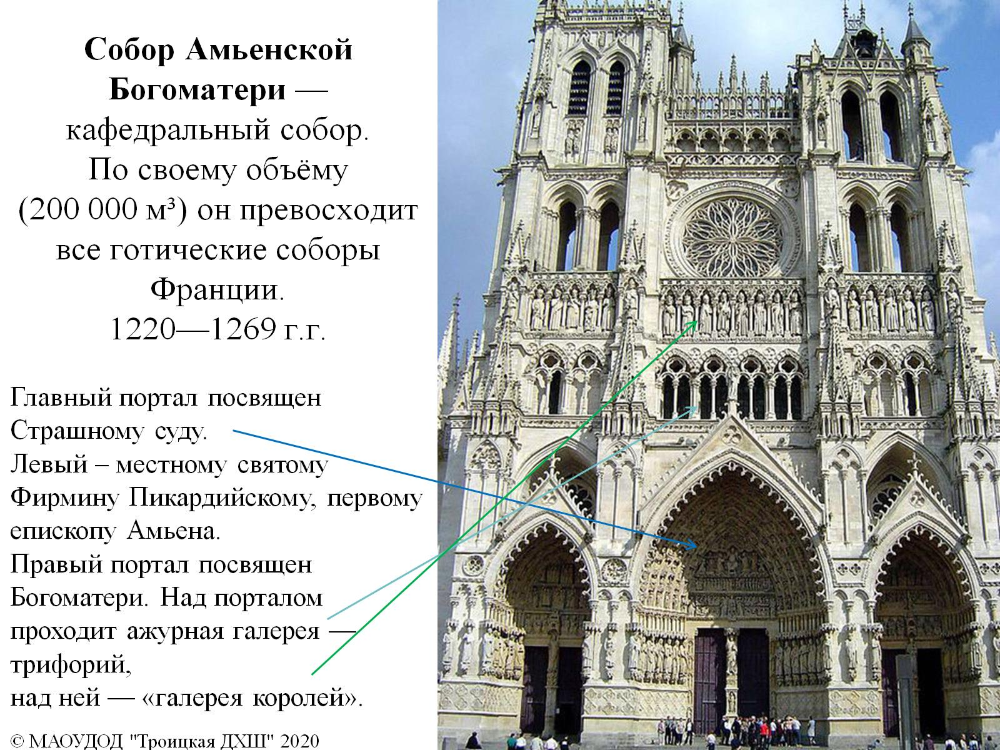 Собор Амьенской
Богоматери —
кафедральный собор.
По своему объёму
(200 000 м³) он превосходит
все готические соборы
Франции.
1220—1269 г.г.
Главный портал посвящен
Страшному суду.
Левый – местному святому
Фирмину Пикардийскому, первому
епископу Амьена.
Правый портал посвящен
Богоматери. Над порталом
проходит ажурная галерея —
трифорий,
над ней — «галерея королей».
© МАОУДОД "Троицкая ДХШ" 2020